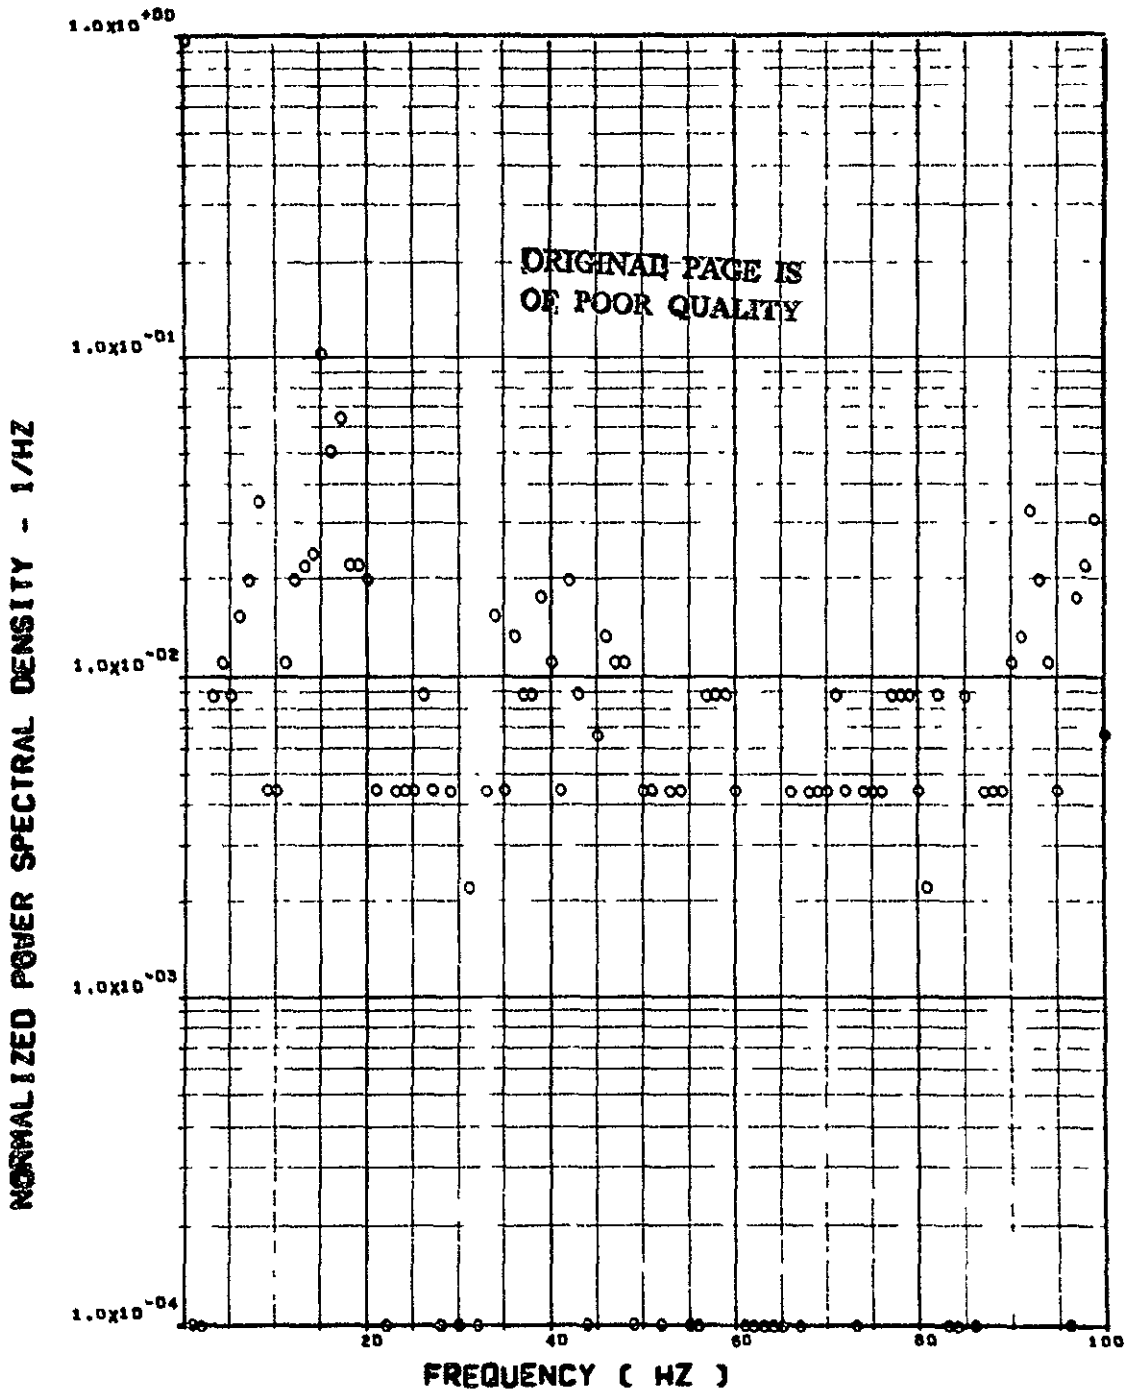 1.0X10^+00
ORIGINAL PAGE IS
OF POOR QUALITY
1.0X10^-01
1.0X10^-02
1.0X10^-03
1.0X10^-04
NORMALIZED POWER SPECTRAL DENSITY - 1/HZ
20 40 60 80 100
FREQUENCY ( HZ )